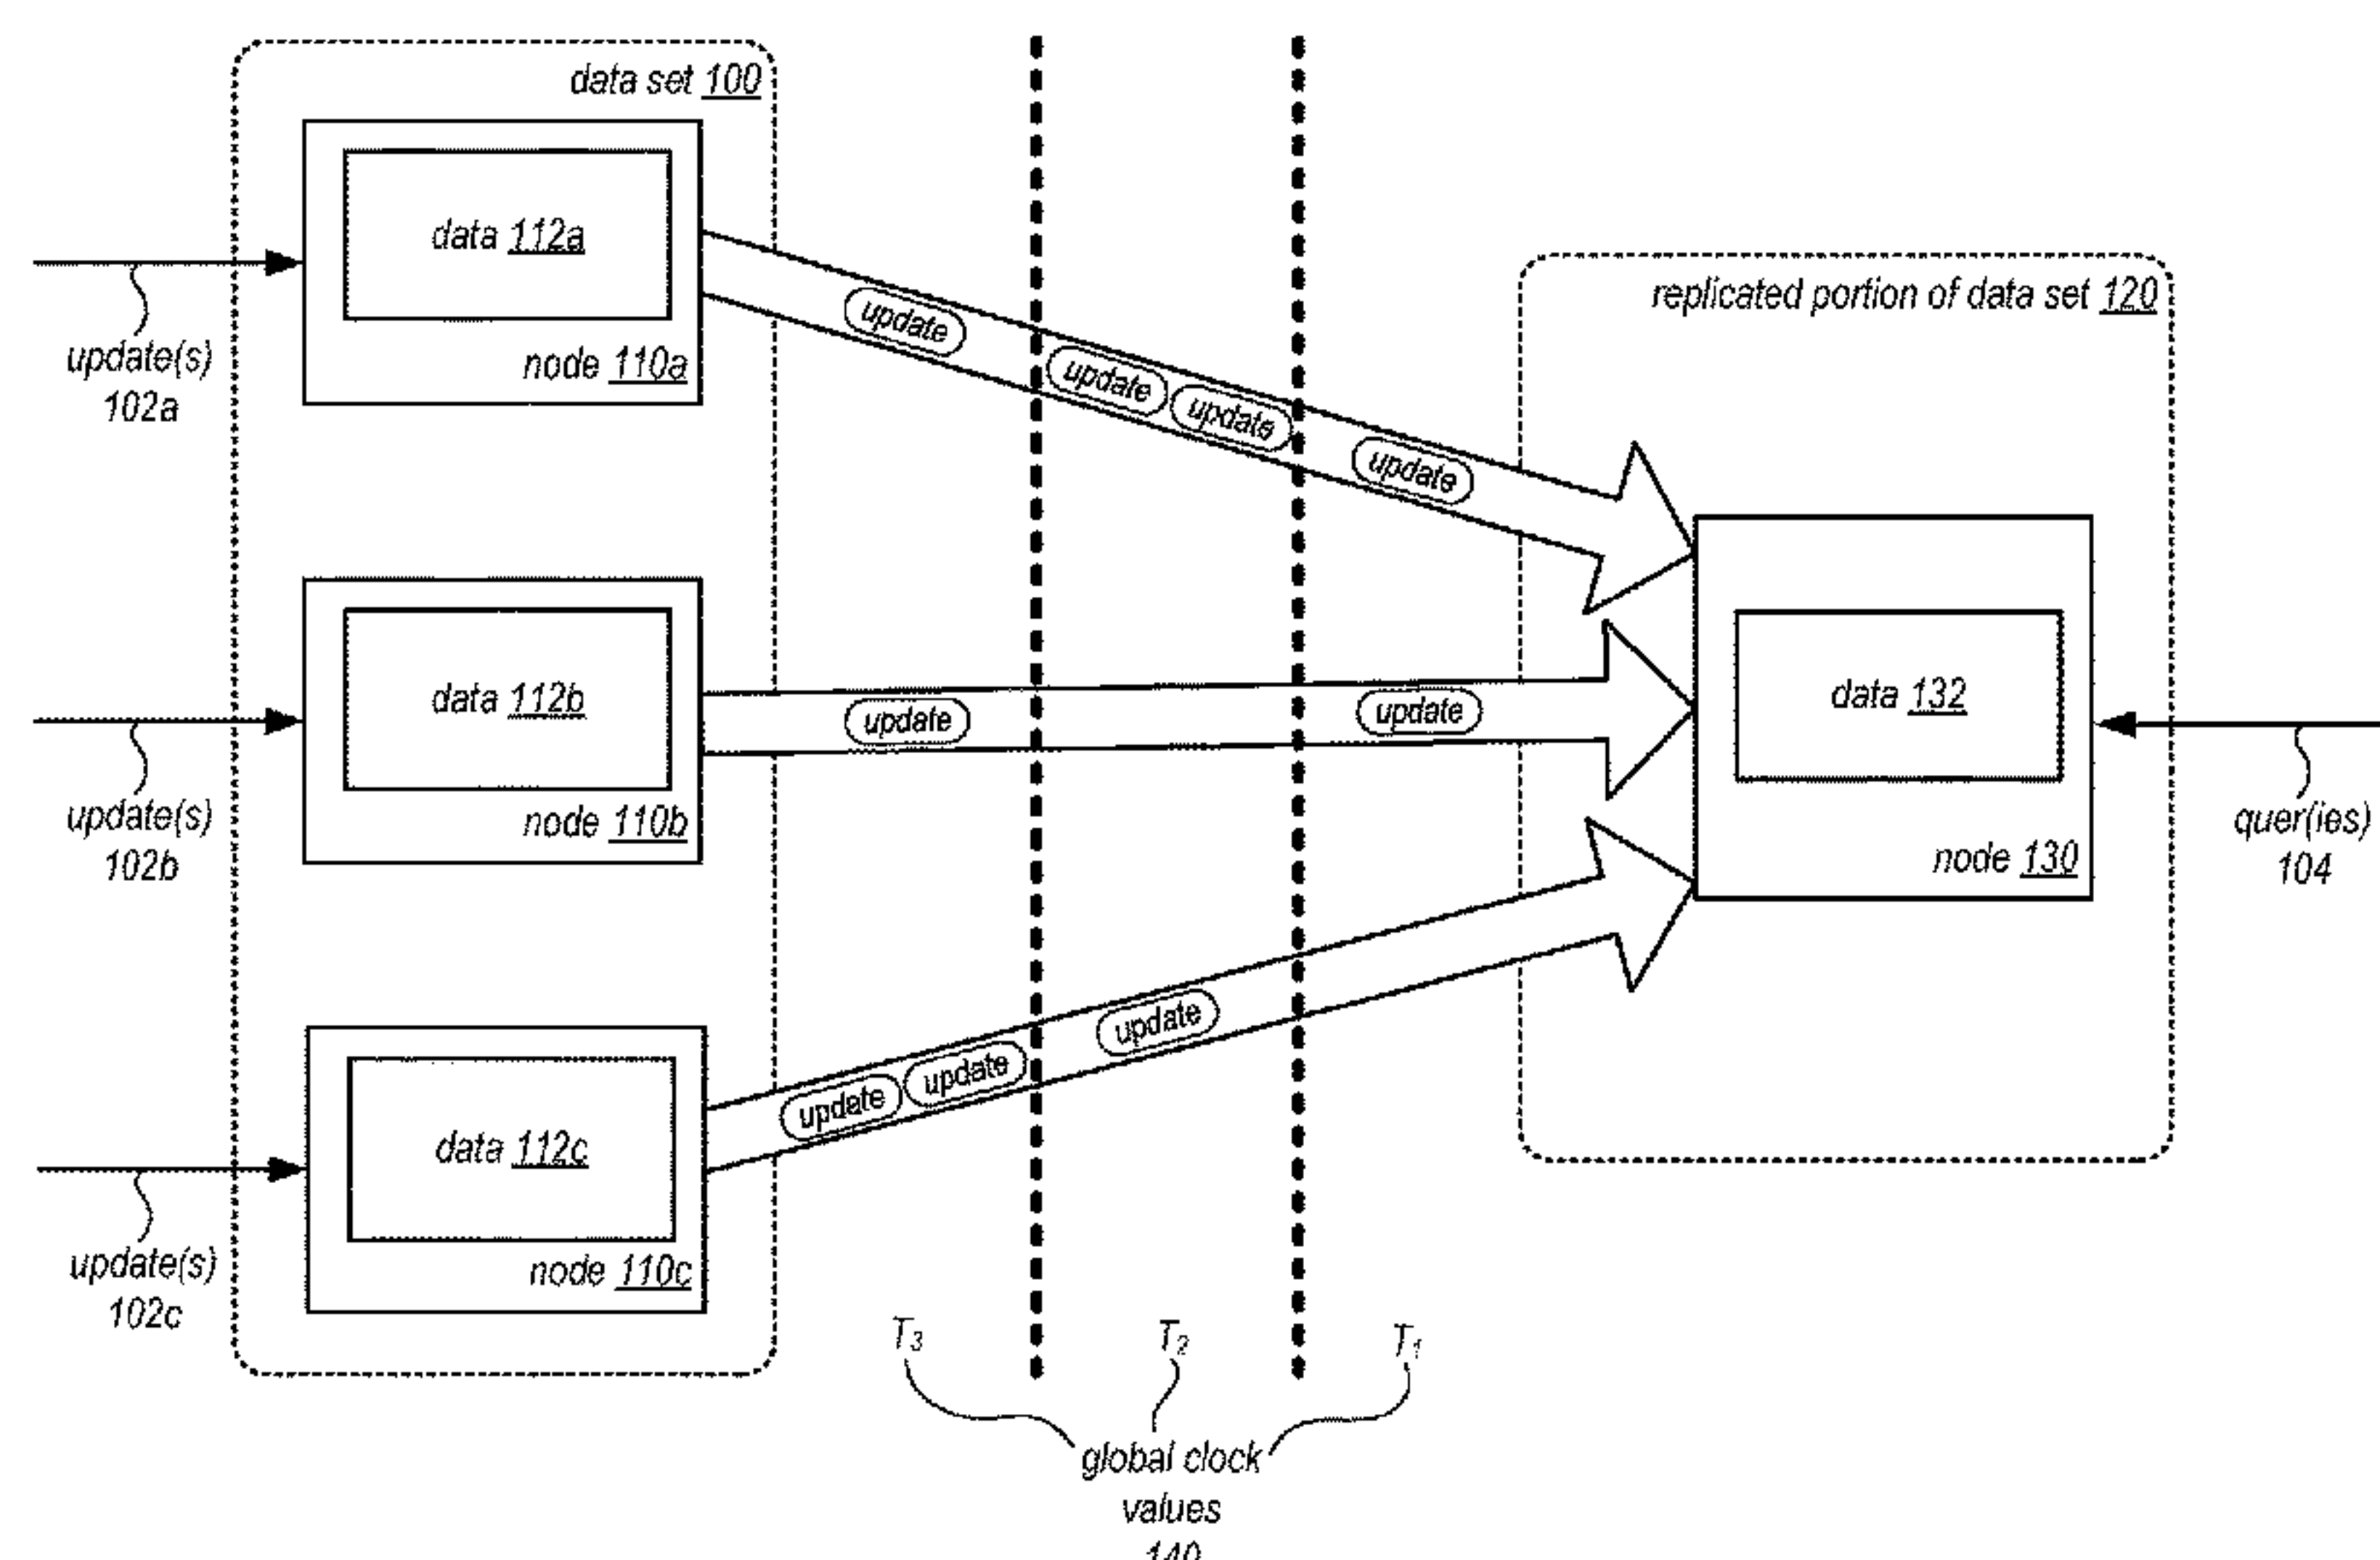 data set 100
data 112a
node 110a
update(s)
102a
update
update
update
update
replicated portion of data set 120
data 112b
node 110b
update(s)
102b
update
update
data 132
node 130
quer(ies)
104
update
update
update
data 112c
node 110c
update(s)
102c
T3
T2
T1
global clock
values
140